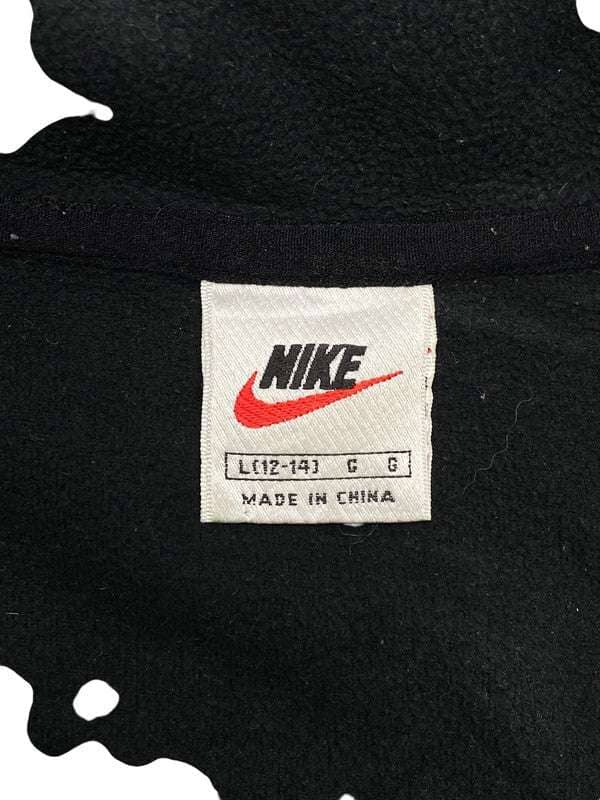 NIKE
L(12-14) G G
MADE IN CHINA